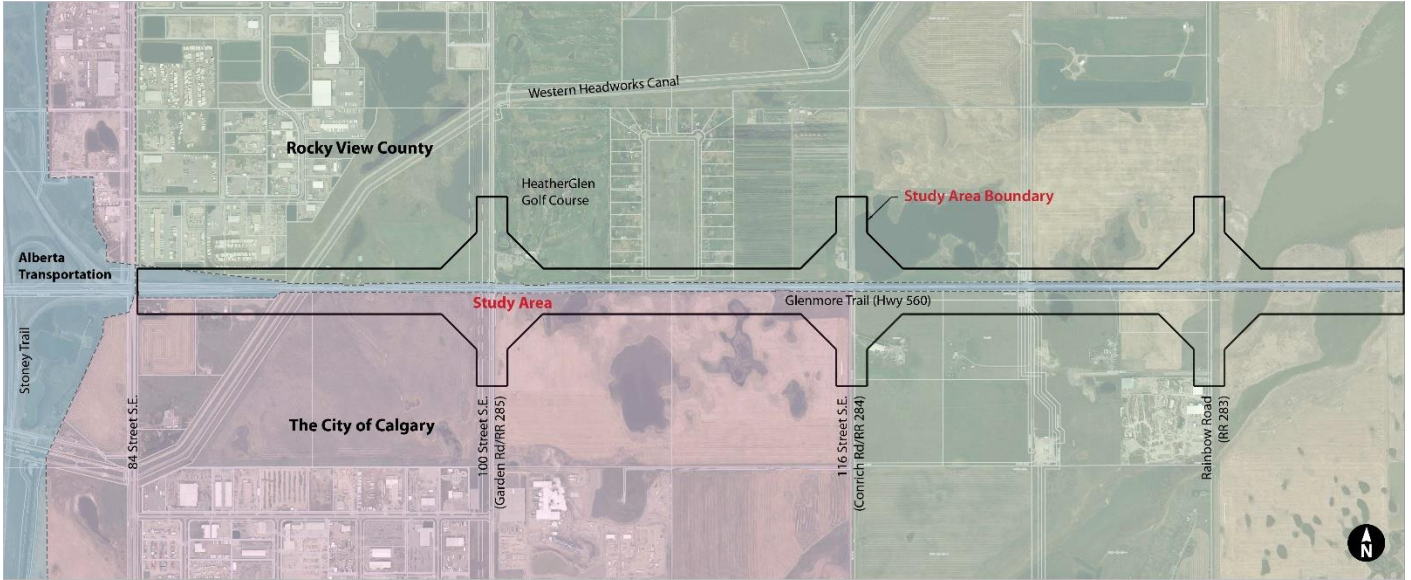 Western Headworks Canal
Rocky View County
HeatherGlen
Golf Course
Study Area Boundary
Alberta
Transportation
Study Area
Glenmore Trail (Hwy 560)
Stoney Trail
84 Street S.E.
The City of Calgary
100 Street S.E.
(Garden Rd/RR 285)
116 Street S.E.
(Conrich Rd/RR 284)
Rainbow Road
(RR 283)
N